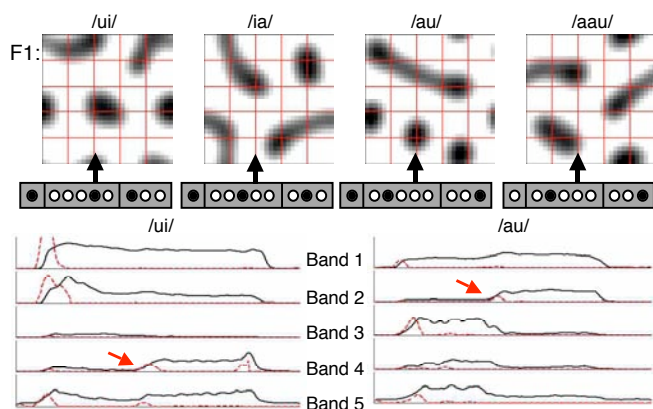 /ui/ /ia/ /au/ /aau/
F1:
/ui/ /au/
Band 1
Band 2
Band 3
Band 4
Band 5